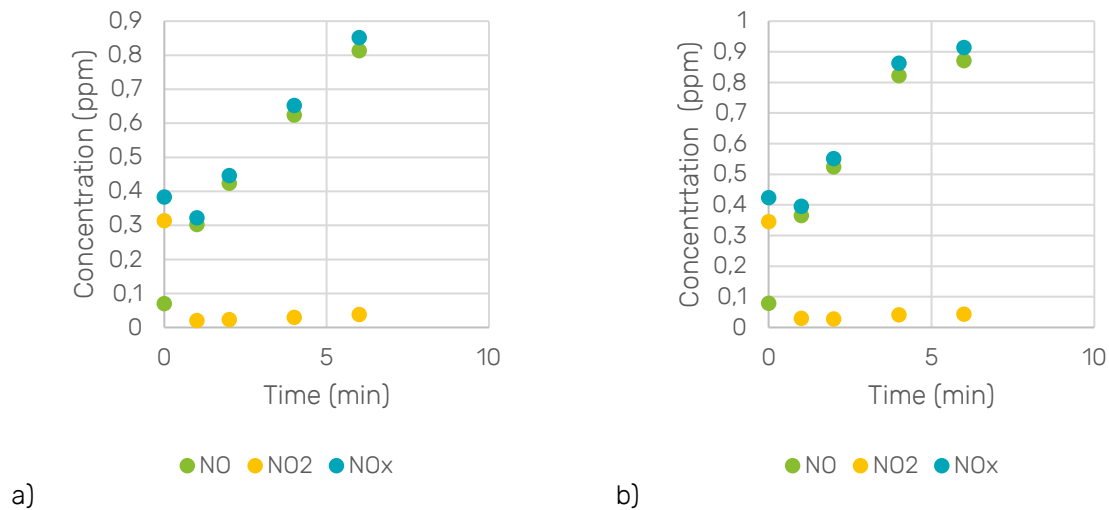 0,9
0,8
0,7
0,6
0,5
0,4
0,3
0,2
0,1
0
Concentration (ppm)
0 5 10
Time (min)
NO NO2 NOx
a)
1
0,9
0,8
0,7
0,6
0,5
0,4
0,3
0,2
0,1
0
Concentrtation (ppm)
0 5 10
Time (min)
NO NO2 NOx
b)